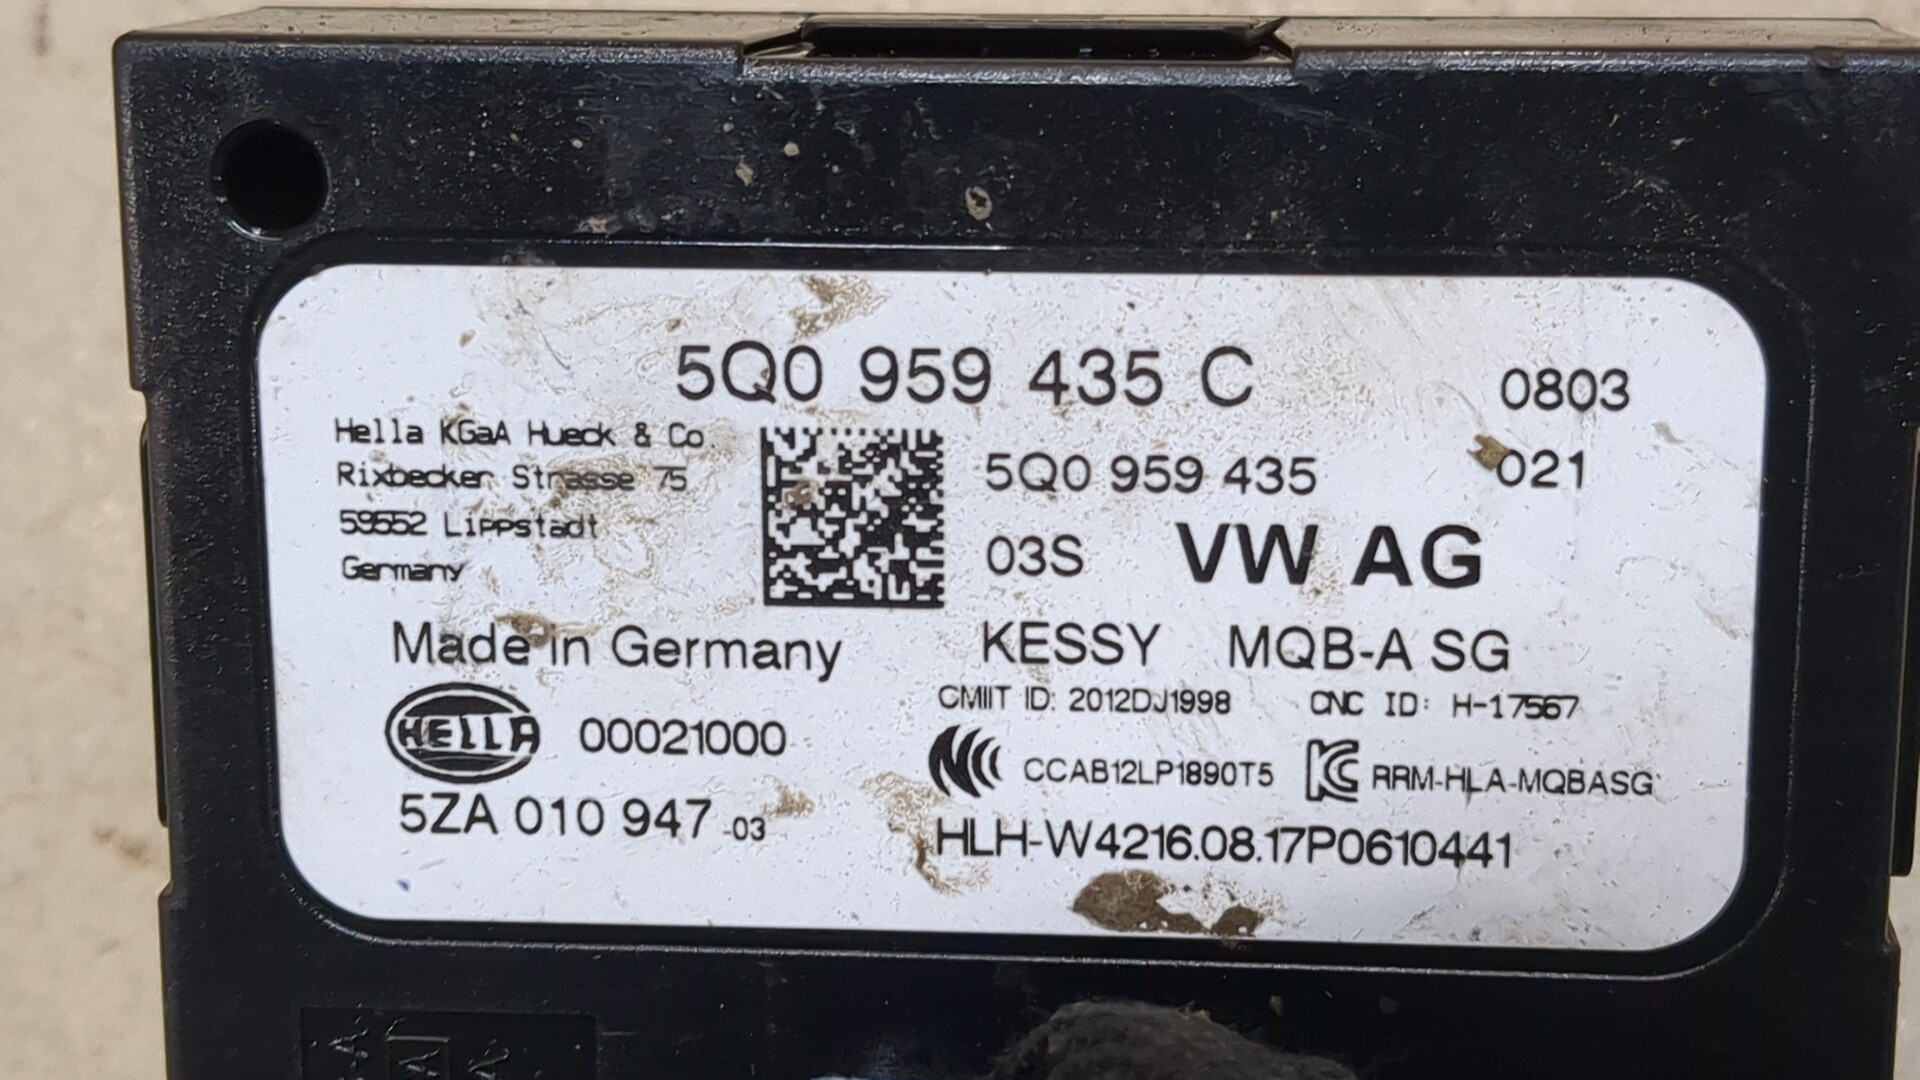 5Q0 959 435 C
0803
Hella KGaA Hueck & Co.
Rixbecker Strasse 75
59552 Lippstadt
Germany
5Q0 959 435
021
03S VW AG
Made in Germany
KESSY MQB-A SG
CMIIT ID: 2012DJ1998 CNC ID: H-17567
HELLA 00021000
CCAB12LP1890T5 RRM-HLA-MQBASG
5ZA 010 947 -03
HLH-W4216.08.17P0610441